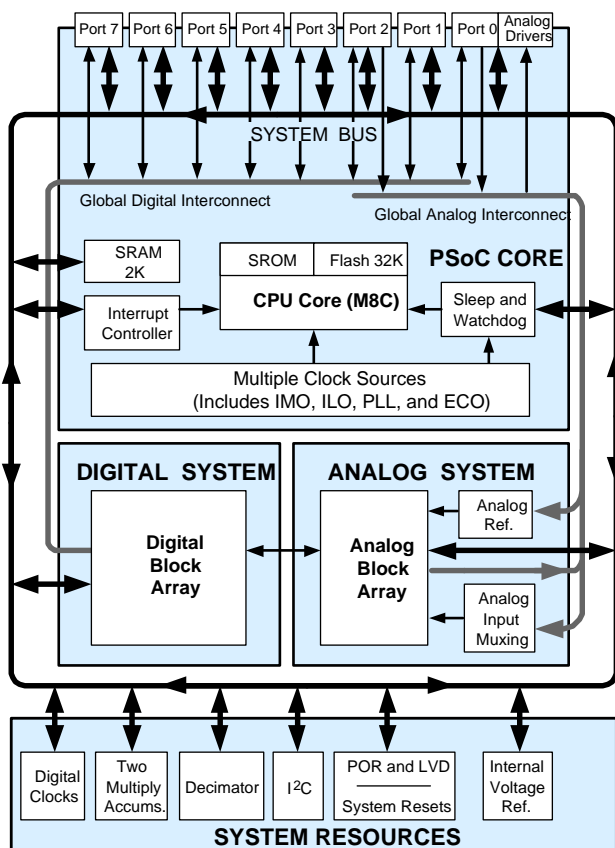 Port 7
Port 6
Port 5
Port 4
Port 3
Port 2
Port 1
Port 0
Analog
Drivers
SYSTEM BUS
Global Digital Interconnect
Global Analog Interconnect
PSoC CORE
SRAM
2K
SROM
Flash 32K
CPU Core (M8C)
Interrupt
Controller
Sleep and
Watchdog
Multiple Clock Sources
(Includes IMO, ILO, PLL, and ECO)
DIGITAL SYSTEM
Digital
Block
Array
ANALOG SYSTEM
Analog
Block
Array
Analog
Ref.
Analog
Input
Muxing
Digital
Clocks
Two
Multiply
Accums.
Decimator
I²C
POR and LVD
System Resets
Internal
Voltage
Ref.
SYSTEM RESOURCES